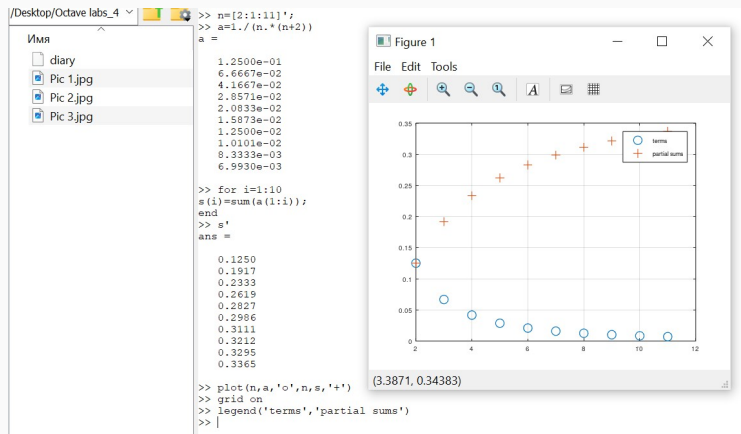 /Desktop/Octave labs_4
Имя
diary
Pic 1.jpg
Pic 2.jpg
Pic 3.jpg
>> n=[2:1:11]';
>> a=1./(n.*(n+2))
a =
1.2500e-01
6.6667e-02
4.1667e-02
2.8571e-02
2.0833e-02
1.5873e-02
1.2500e-02
1.0101e-02
8.3333e-03
6.9930e-03
>> for i=1:10
s(i)=sum(a(1:i));
end
>> s'
ans =
0.1250
0.1917
0.2333
0.2619
0.2827
0.2986
0.3111
0.3212
0.3295
0.3365
>> plot(n,a,'o',n,s,'+')
>> grid on
>> legend('terms','partial sums')
>>
Figure 1
File Edit Tools
A
0.35
0.3
0.25
0.2
0.15
0.1
0.05
0
2 4 6 8 10 12
terms
partial sums
(3.3871, 0.34383)